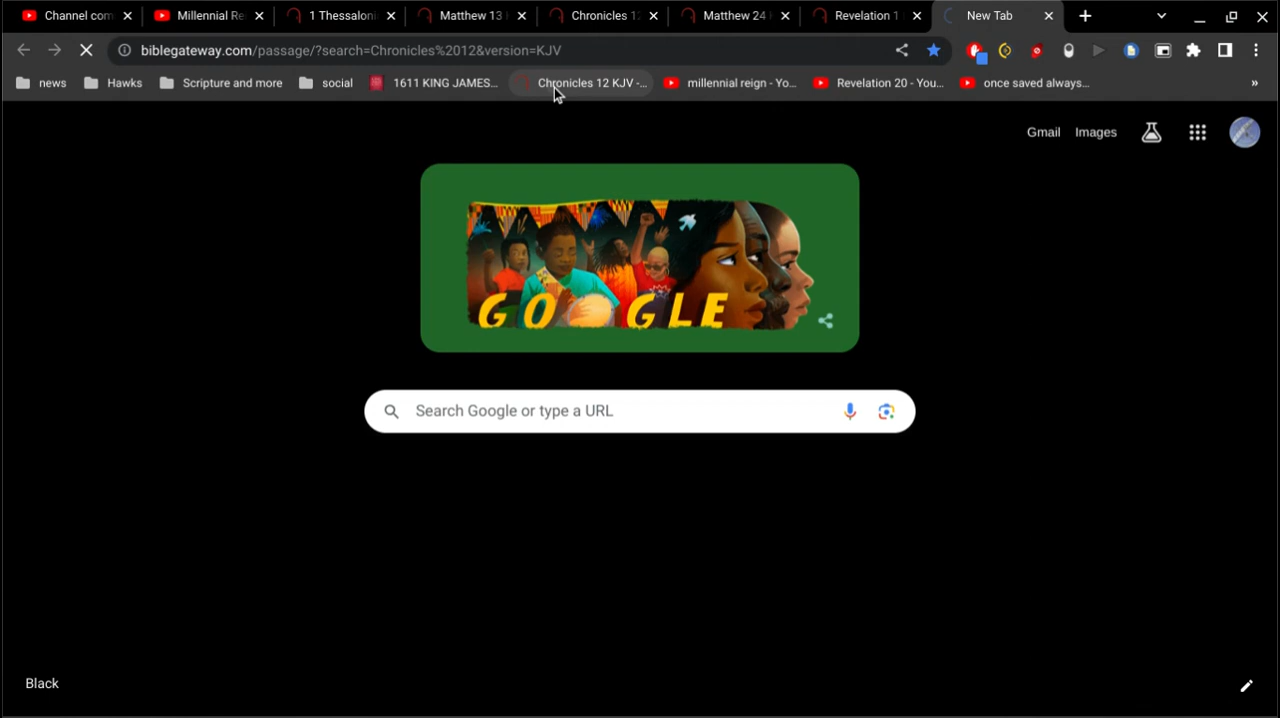 Channel com
Millennial Re
1 Thessaloni
Matthew 13
Chronicles 12
Matthew 24
Revelation 1
New Tab
biblegateway.com/passage/?search=Chronicles%2012&version=KJV
news
Hawks
Scripture and more
social
1611 KING JAMES...
Chronicles 12 KJV -...
millennial reign - Yo...
Revelation 20 - You...
once saved always...
»
Gmail
Images
GOOGLE
Search Google or type a URL
Black